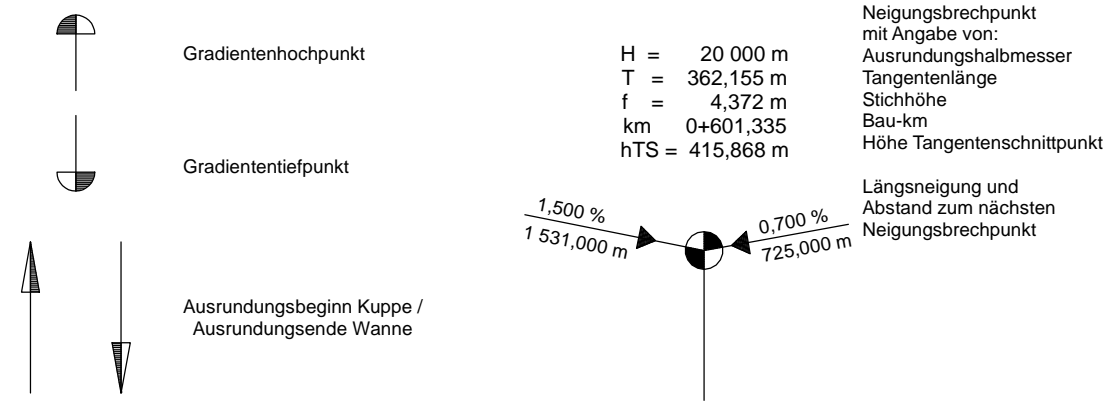 Gradientenhochpunkt
Gradiententiefpunkt
Ausrundungsbeginn Kuppe /
Ausrundungsende Wanne
H = 20 000 m
T = 362,155 m
f = 4,372 m
km 0+601,335
hTS = 415,868 m
Neigungsbrechpunkt
mit Angabe von:
Ausrundungshalbmesser
Tangentenlänge
Stichhöhe
Bau-km
Höhe Tangentenschnittpunkt
Längsneigung und
Abstand zum nächsten
Neigungsbrechpunkt
1,500 %
1 531,000 m
0,700 %
725,000 m